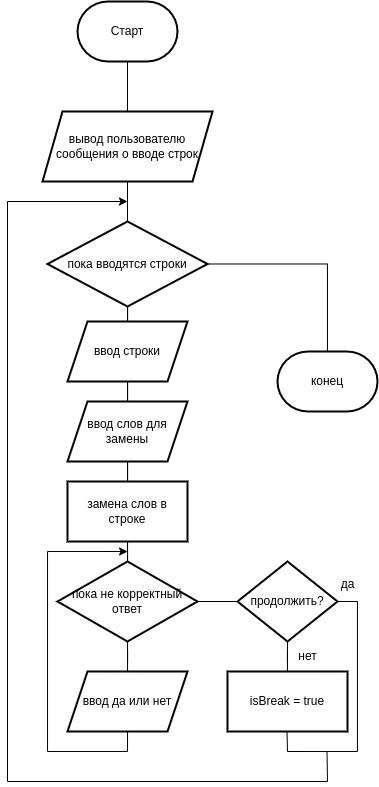 Старт
вывод пользователю
сообщения о вводе строк
пока вводятся строки
ввод строки
конец
ввод слов для
замены
замена слов в
строке
пока не корректный
ответ
продолжить?
да
нет
ввод да или нет
isBreak = true